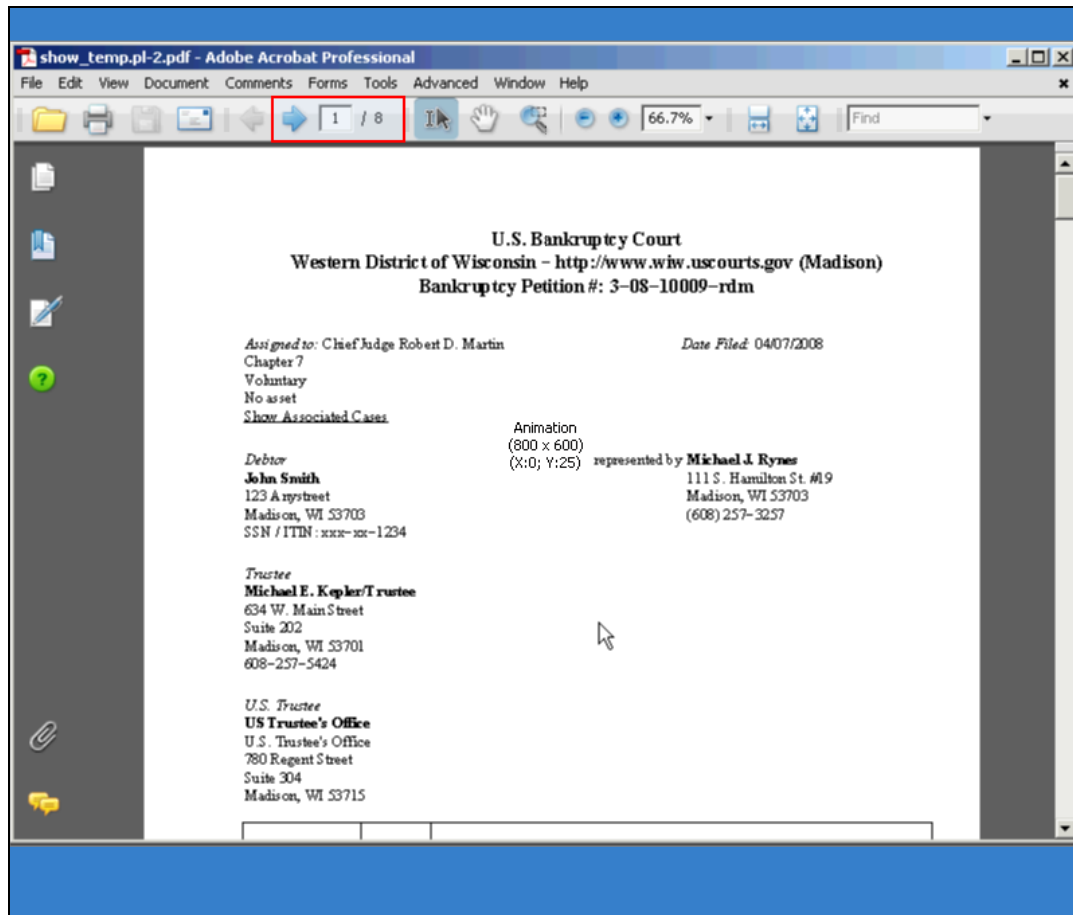 show_temp.pl-2.pdf - Adobe Acrobat Professional
File Edit View Document Comments Forms Tools Advanced Window Help
1 / 8 66.7% Find
U.S. Bankruptcy Court
Western District of Wisconsin – http://www.wiw.uscourts.gov (Madison)
Bankruptcy Petition #: 3–08–10009–rdm
Assigned to: Chief Judge Robert D. Martin Date Filed: 04/07/2008
Chapter 7
Voluntary
No asset
Show Associated Cases
Animation
(800 x 600)
(X:0; Y:25)
Debtor represented by Michael J. Rynes
John Smith 111 S. Hamilton St. #19
123 Anystreet Madison, WI 53703
Madison, WI 53703 (608) 257–3257
SSN / ITIN: xxx–xx–1234
Trustee
Michael E. Kepler/Trustee
634 W. Main Street
Suite 202
Madison, WI 53701
608–257–5424
U.S. Trustee
US Trustee's Office
U.S. Trustee's Office
780 Regent Street
Suite 304
Madison, WI 53715